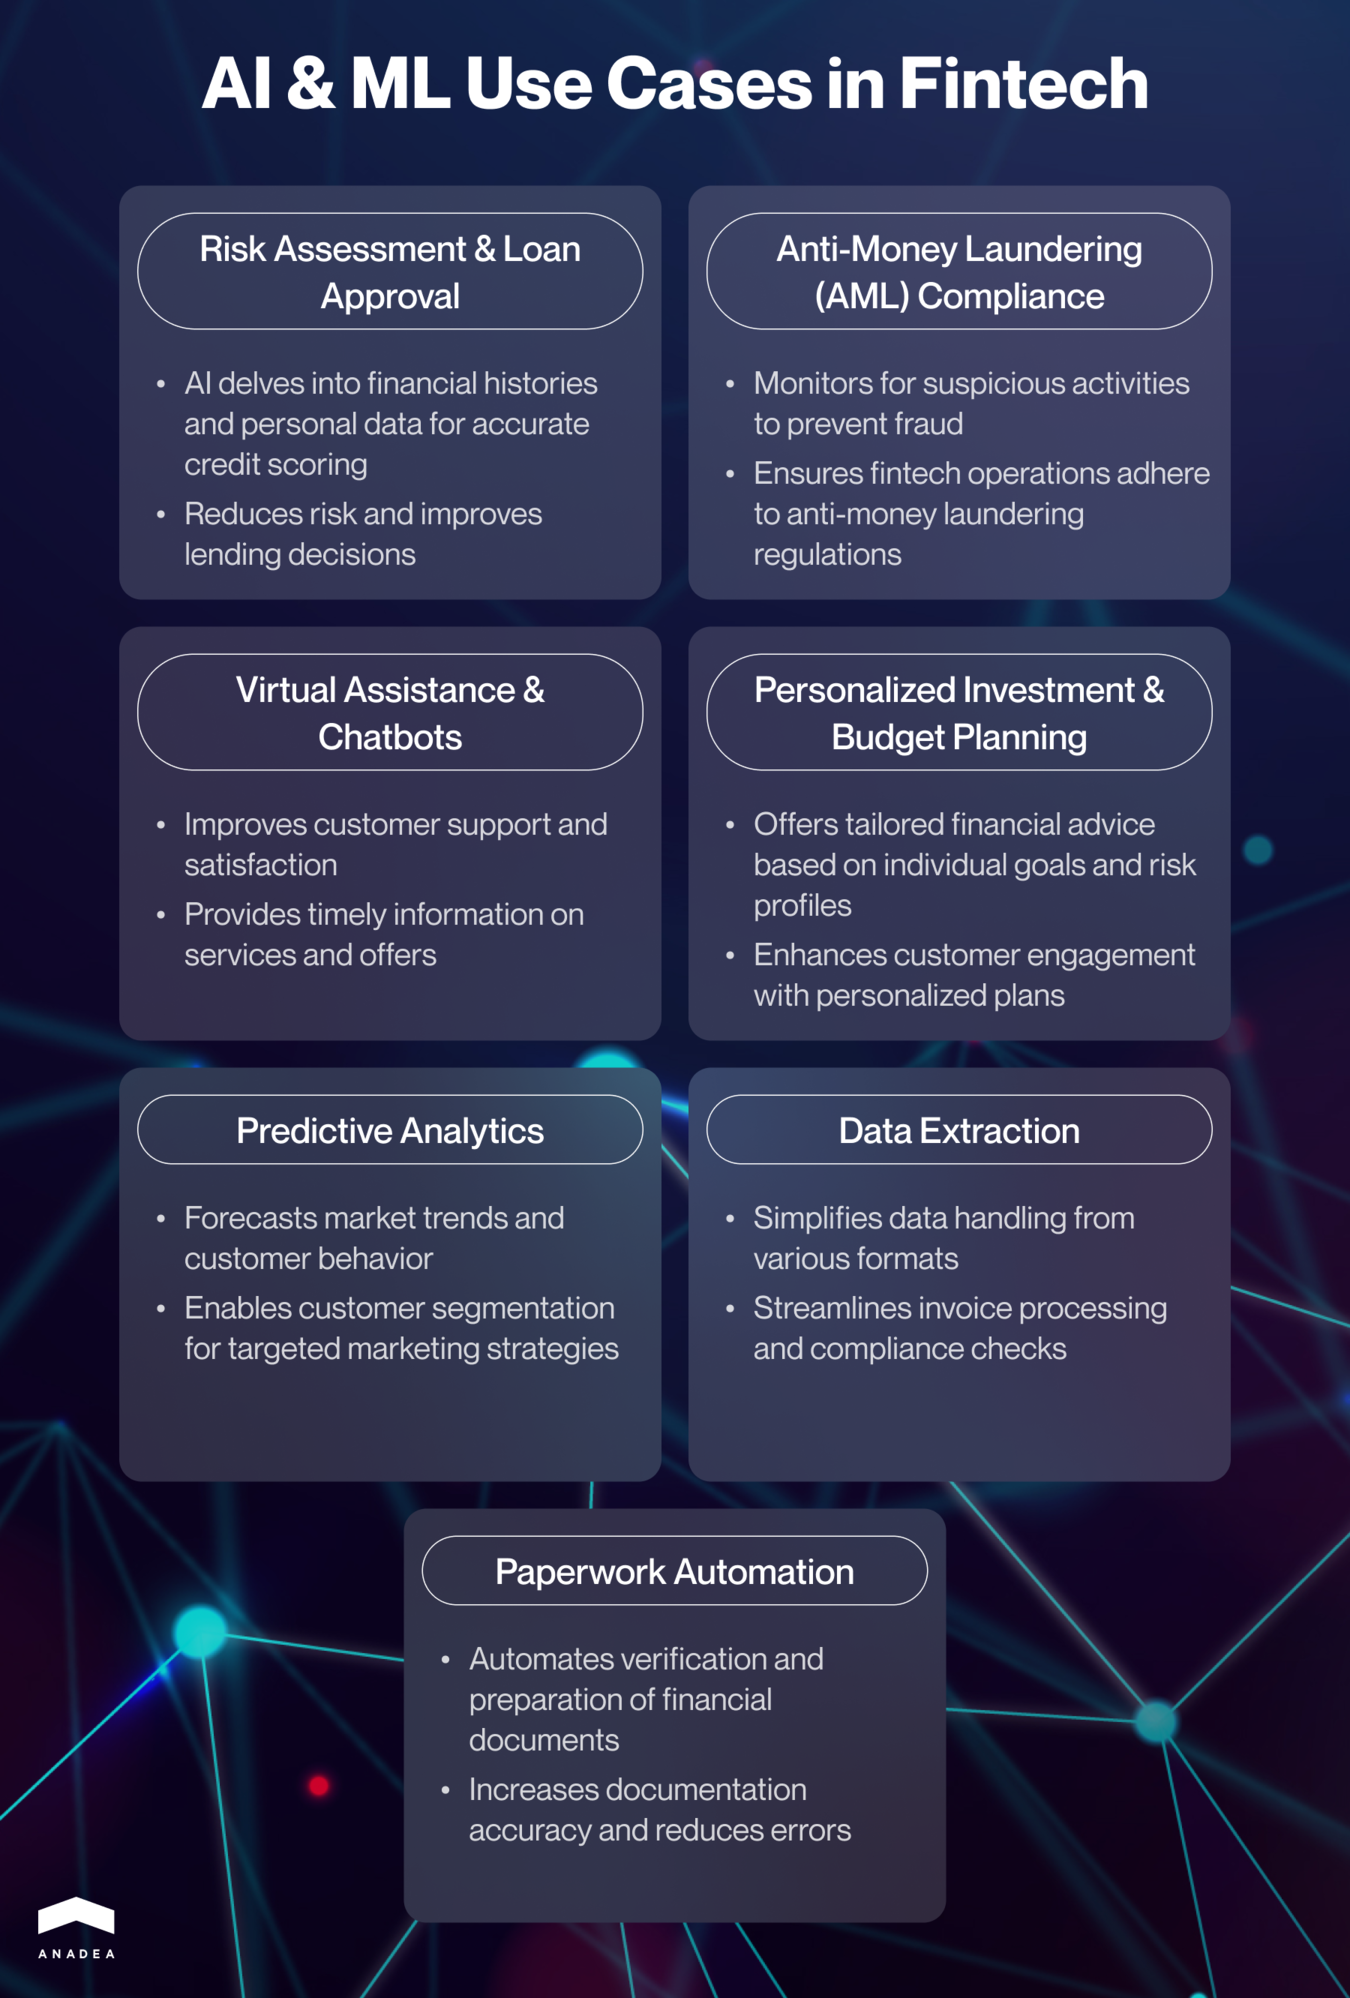 AI & ML Use Cases in Fintech
Risk Assessment & Loan
Approval
• AI delves into financial histories
and personal data for accurate
credit scoring
• Reduces risk and improves
lending decisions
Anti-Money Laundering
(AML) Compliance
• Monitors for suspicious activities
to prevent fraud
• Ensures fintech operations adhere
to anti-money laundering
regulations
Virtual Assistance &
Chatbots
• Improves customer support and
satisfaction
• Provides timely information on
services and offers
Personalized Investment &
Budget Planning
• Offers tailored financial advice
based on individual goals and risk
profiles
• Enhances customer engagement
with personalized plans
Predictive Analytics
• Forecasts market trends and
customer behavior
• Enables customer segmentation
for targeted marketing strategies
Data Extraction
• Simplifies data handling from
various formats
• Streamlines invoice processing
and compliance checks
Paperwork Automation
• Automates verification and
preparation of financial
documents
• Increases documentation
accuracy and reduces errors
ANADEA